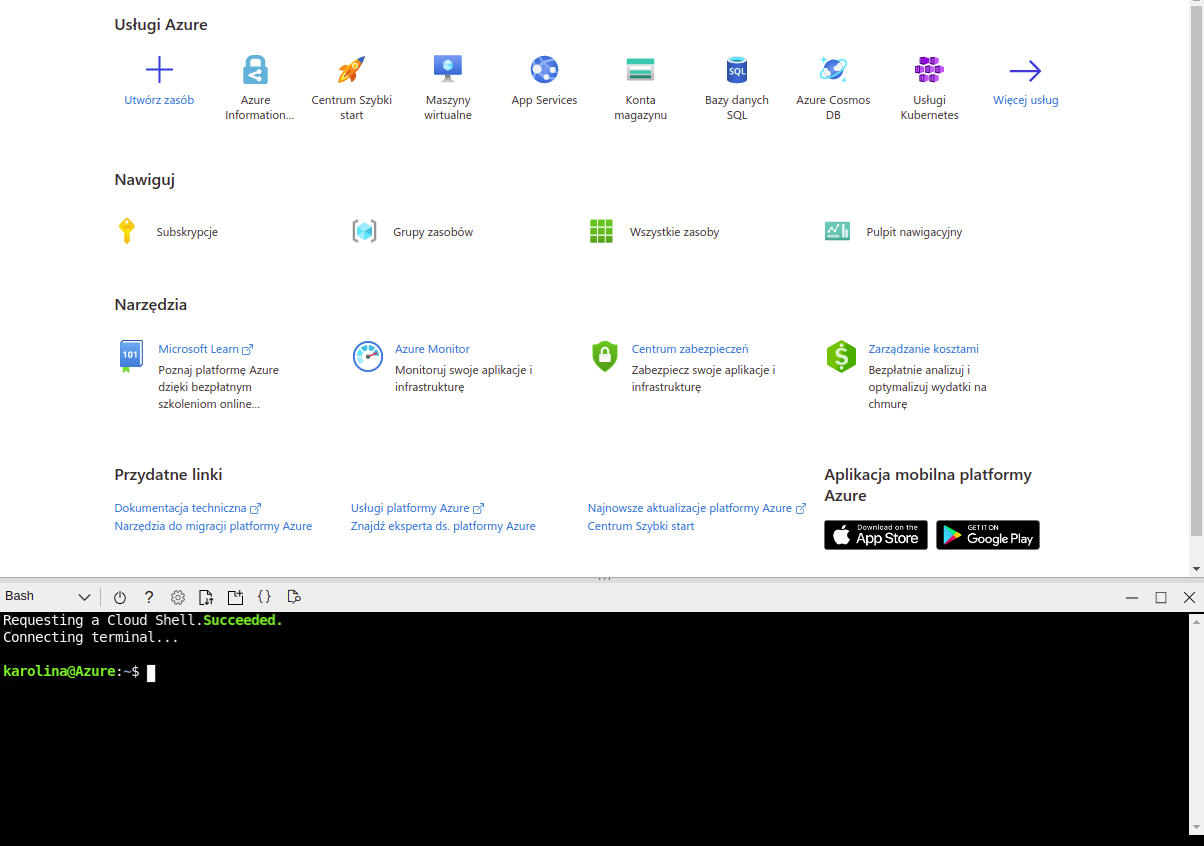 Usługi Azure
Utwórz zasób
Azure
Information...
Centrum Szybki
start
Maszyny
wirtualne
App Services
Konta
magazynu
SQL
Bazy danych
SQL
Azure Cosmos
DB
Usługi
Kubernetes
Więcej usług
Nawiguj
Subskrypcje
Grupy zasobów
Wszystkie zasoby
Pulpit nawigacyjny
Narzędzia
101
Microsoft Learn
Poznaj platformę Azure
dzięki bezpłatnym
szkoleniom online...
Azure Monitor
Monitoruj swoje aplikacje i
infrastrukturę
Centrum zabezpieczeń
Zabezpiecz swoje aplikacje i
infrastrukturę
Zarządzanie kosztami
Bezpłatnie analizuj i
optymalizuj wydatki na
chmurę
Przydatne linki
Dokumentacja techniczna
Usługi platformy Azure
Najnowsze aktualizacje platformy Azure
Narzędzia do migracji platformy Azure
Znajdź eksperta ds. platformy Azure
Centrum Szybki start
Aplikacja mobilna platformy
Azure
Download on the
App Store
GET IT ON
Google Play
Bash
Requesting a Cloud Shell.Succeeded.
Connecting terminal...
karolina@Azure:~$